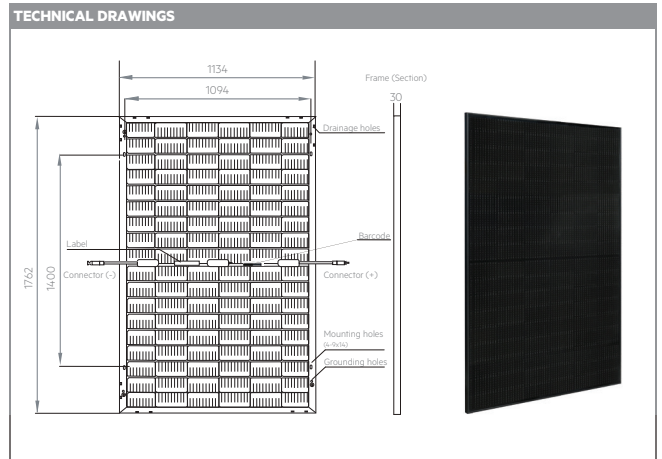 TECHNICAL DRAWINGS
1134
Frame (Section)
1094
30
Drainage holes
Label
Barcode
Connector (-)
Connector (+)
1762
1400
Mounting holes
(4-9x14)
Grounding holes